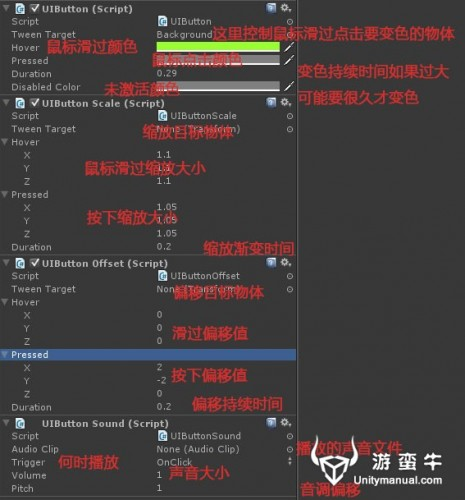 UIButton (Script)
Script UIButton
Tween Target Background 这里控制鼠标滑过点击要变色的物体
Hover 鼠标滑过颜色
Pressed 鼠标点击颜色
Duration 0.29 变色持续时间如果过大
Disabled Color 未激活颜色 可能要很久才变色
UIButton Scale (Script)
Script UIButtonScale
Tween Target None (Transform) 缩放目标物体
Hover
X 1.1
Y 1.1 鼠标滑过缩放大小
Z 1.1
Pressed
X 1.05
Y 1.05 按下缩放大小
Z 1.05
Duration 0.2 缩放渐变时间
UIButton Offset (Script)
Script UIButtonOffset
Tween Target None (Transform) 偏移目标物体
Hover
X 0
Y 0 滑过偏移值
Z 0
Pressed
X 2
Y -2 按下偏移值
Z 0
Duration 0.2 偏移持续时间
UIButton Sound (Script)
Script UIButtonSound
Audio Clip None (Audio Clip) 播放的声音文件
Trigger 何时播放 OnClick
Volume 1 声音大小
Pitch 1 音调偏移
游蛮牛
Unitymanual.com